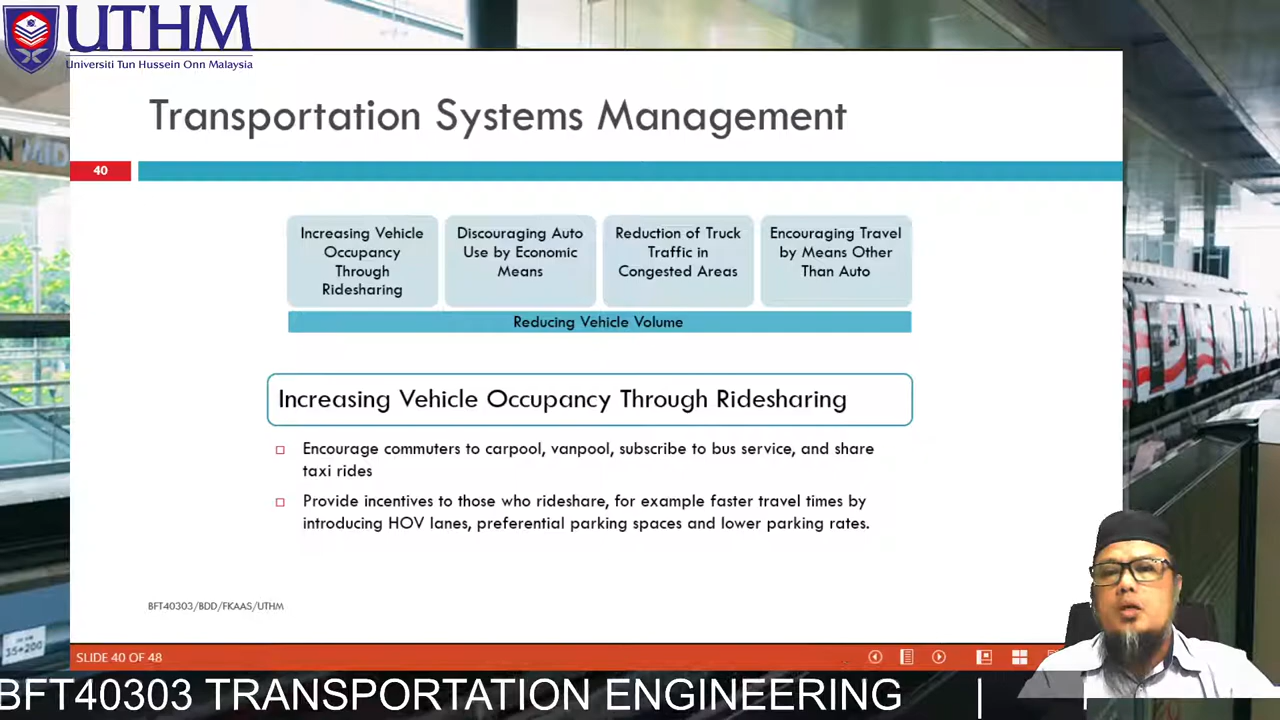 UTHM
Universiti Tun Hussein Onn Malaysia
N MID
Transportation Systems Management
40
Increasing Vehicle
Occupancy
Through
Ridesharing
Discouraging Auto
Use by Economic
Means
Reduction of Truck
Traffic in
Congested Areas
Encouraging Travel
by Means Other
Than Auto
Reducing Vehicle Volume
Increasing Vehicle Occupancy Through Ridesharing
Encourage commuters to carpool, vanpool, subscribe to bus service, and share
taxi rides
Provide incentives to those who rideshare, for example faster travel times by
introducing HOV lanes, preferential parking spaces and lower parking rates.
BFT40303/BDD/FKAAS/UTHM
35+200
SLIDE 40 OF 48
BFT40303 TRANSPORTATION ENGINEERING |